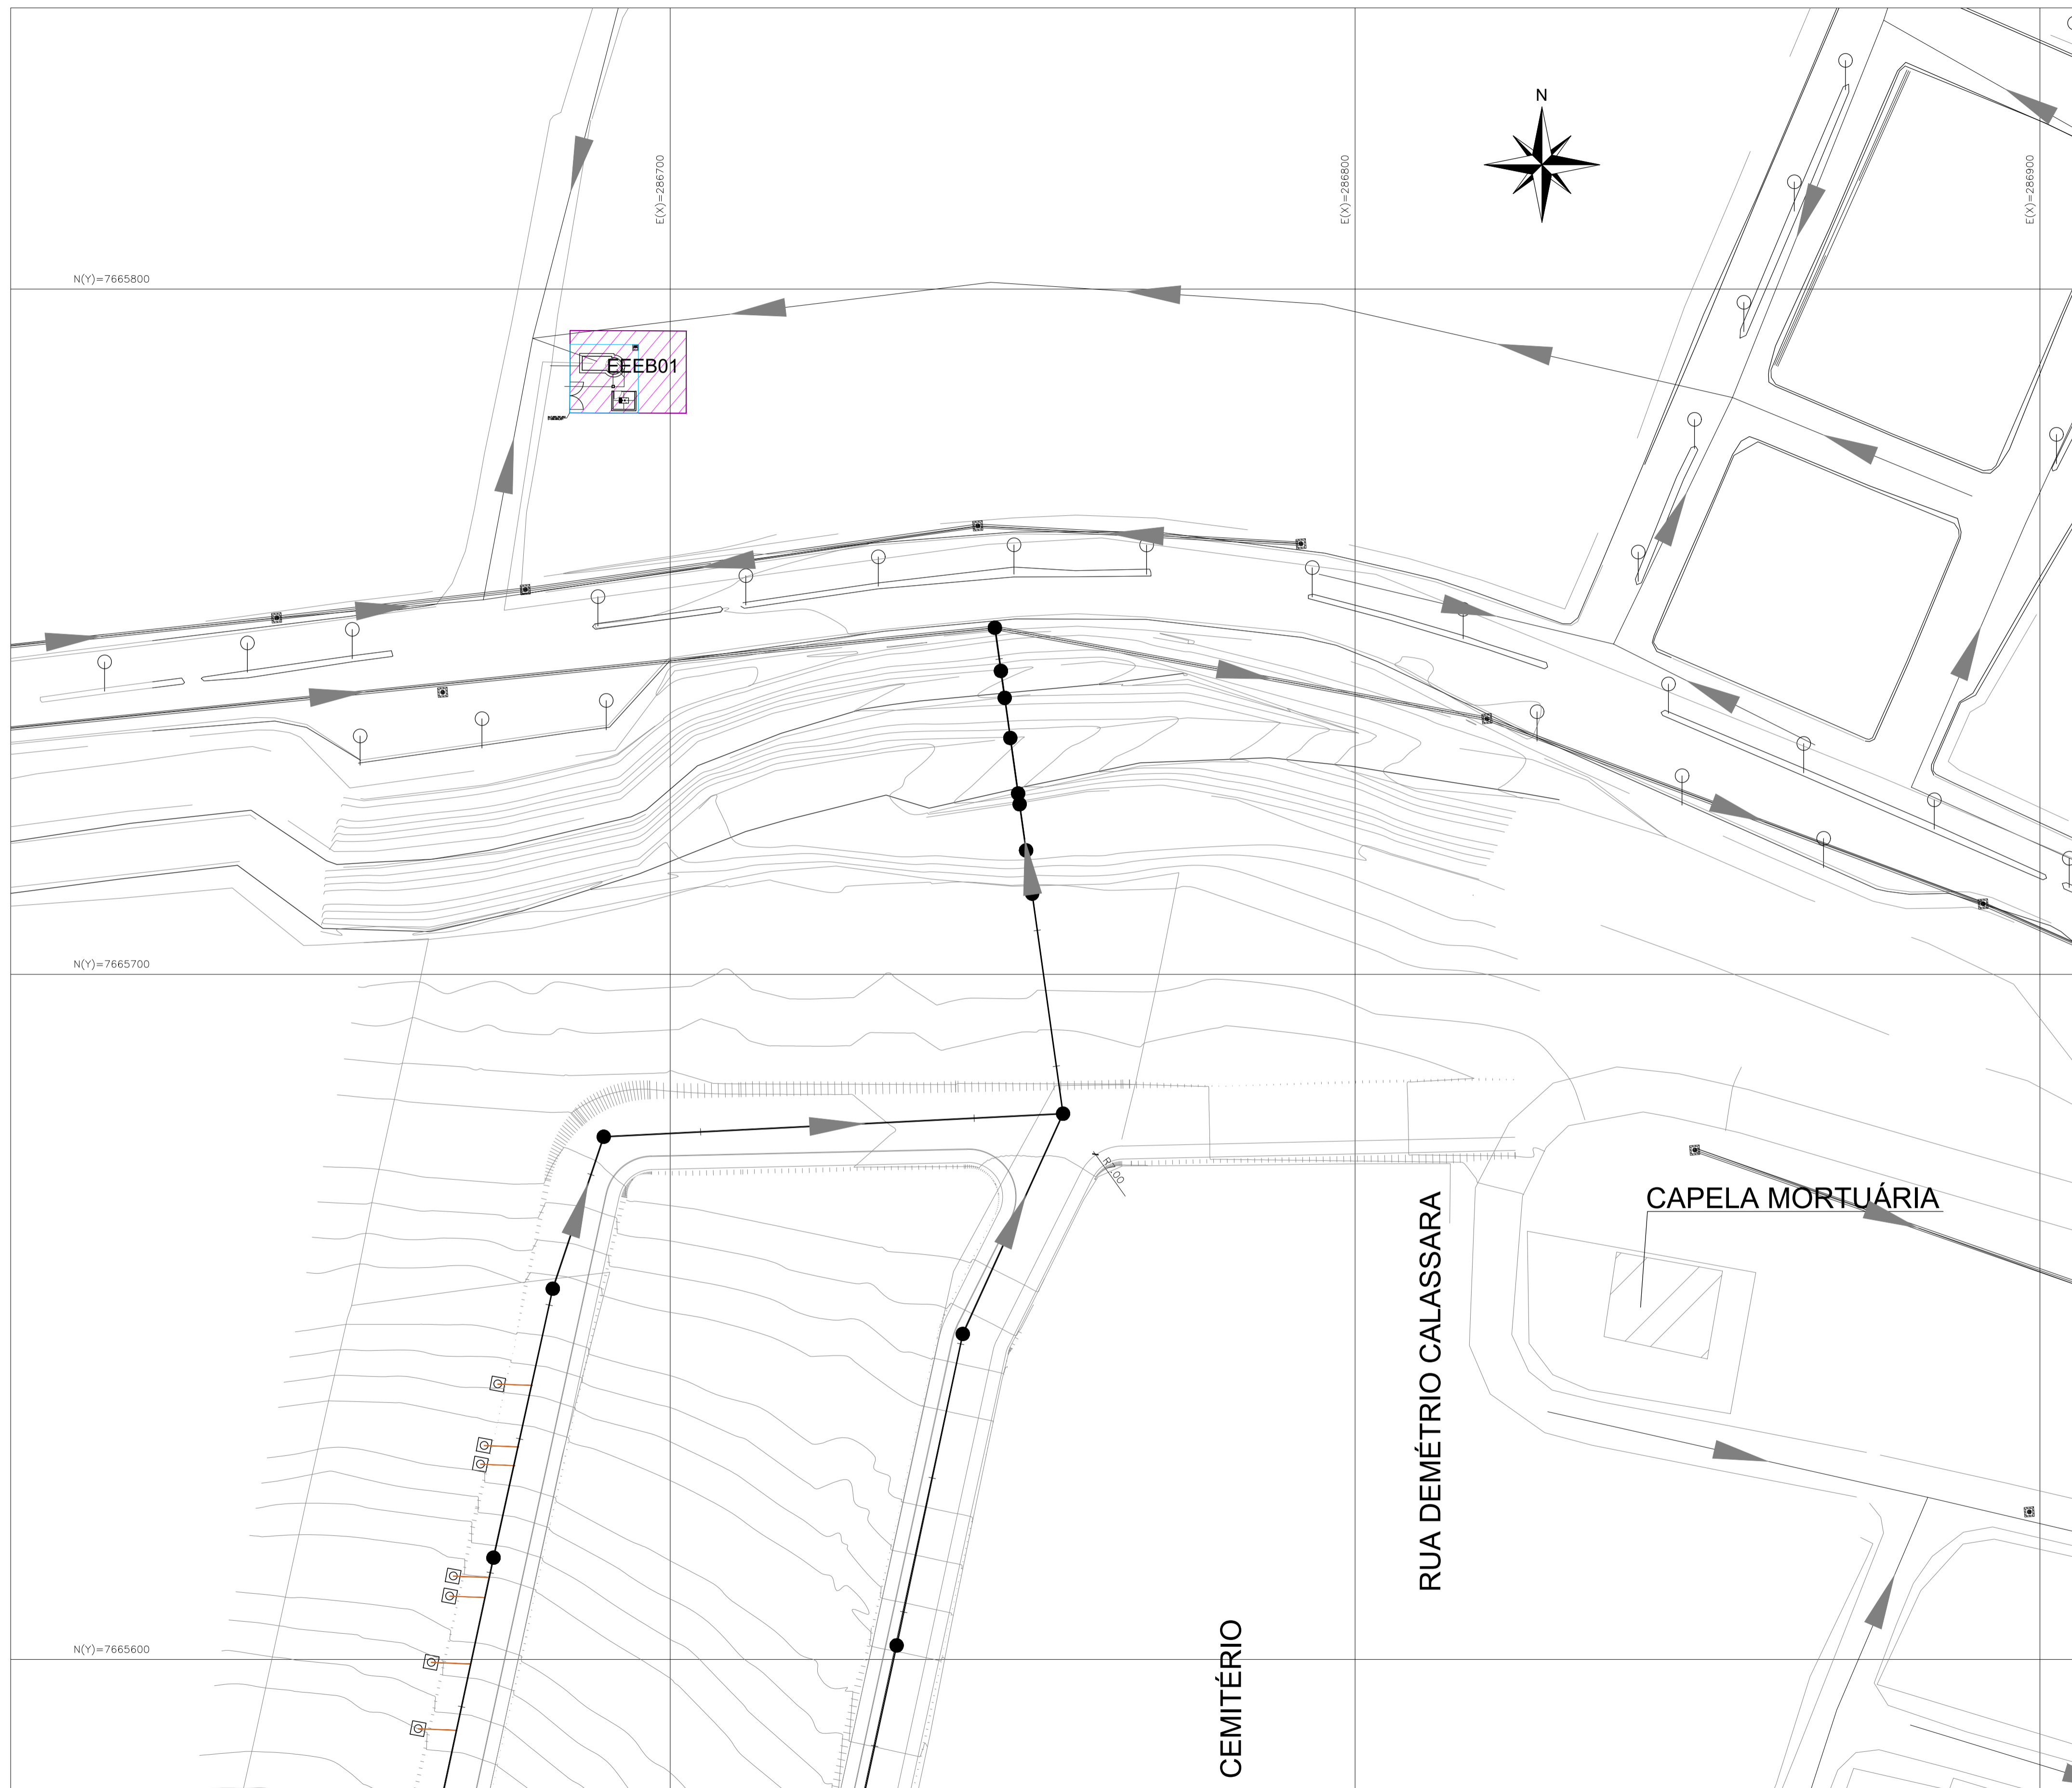 N
E(X)=286700
E(X)=286800
E(X)=286900
N(Y)=7665800
EEEB01
N(Y)=7665700
CAPELA MORTUÁRIA
RUA DEMÉTRIO CALASSARA
CEMITÉRIO
N(Y)=7665600